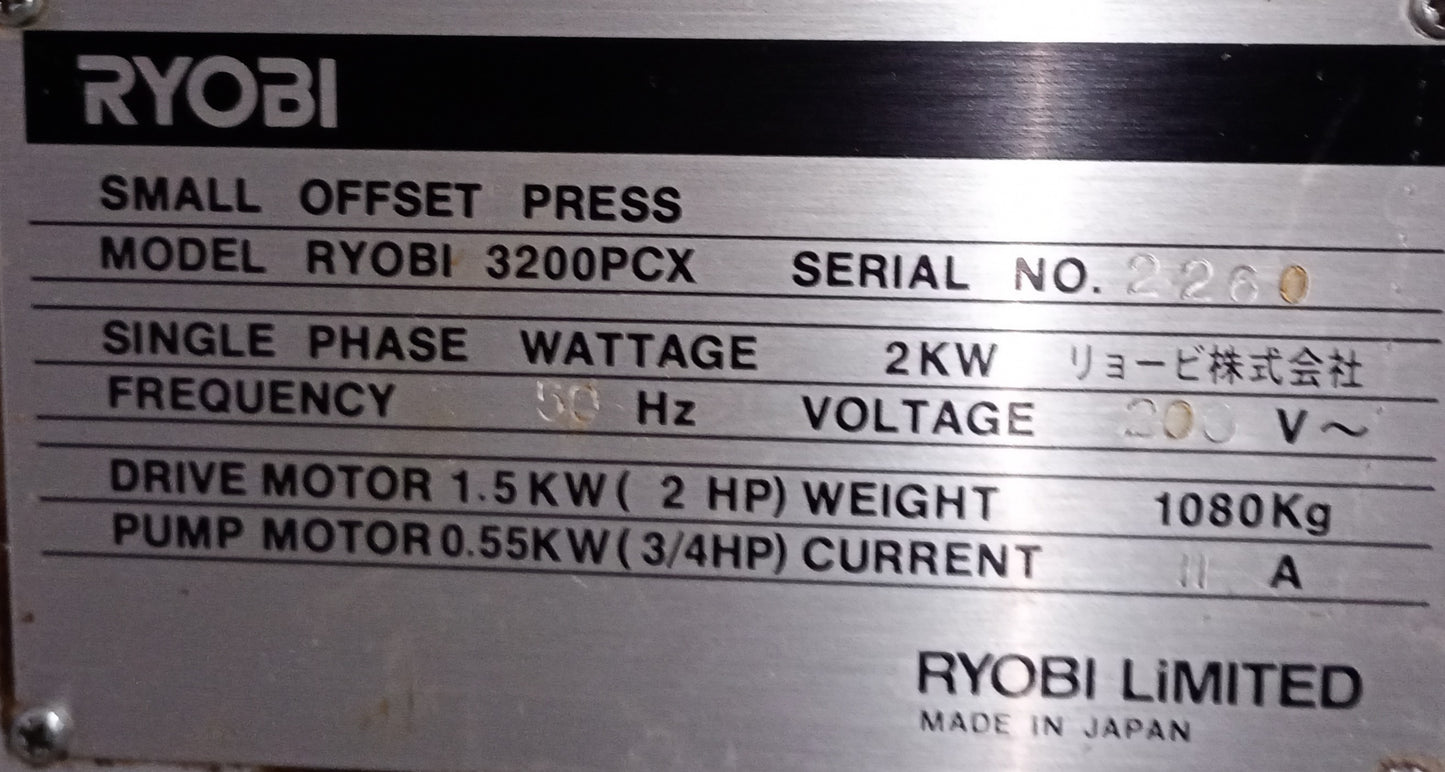 RYOBI
SMALL OFFSET PRESS
MODEL RYOBI 3200PCX SERIAL NO. 2260
SINGLE PHASE WATTAGE 2KW リョービ株式会社
FREQUENCY 50 Hz VOLTAGE 200 V~
DRIVE MOTOR 1.5KW( 2 HP) WEIGHT 1080Kg
PUMP MOTOR 0.55KW(3/4HP) CURRENT 11 A
RYOBI LiMITED
MADE IN JAPAN